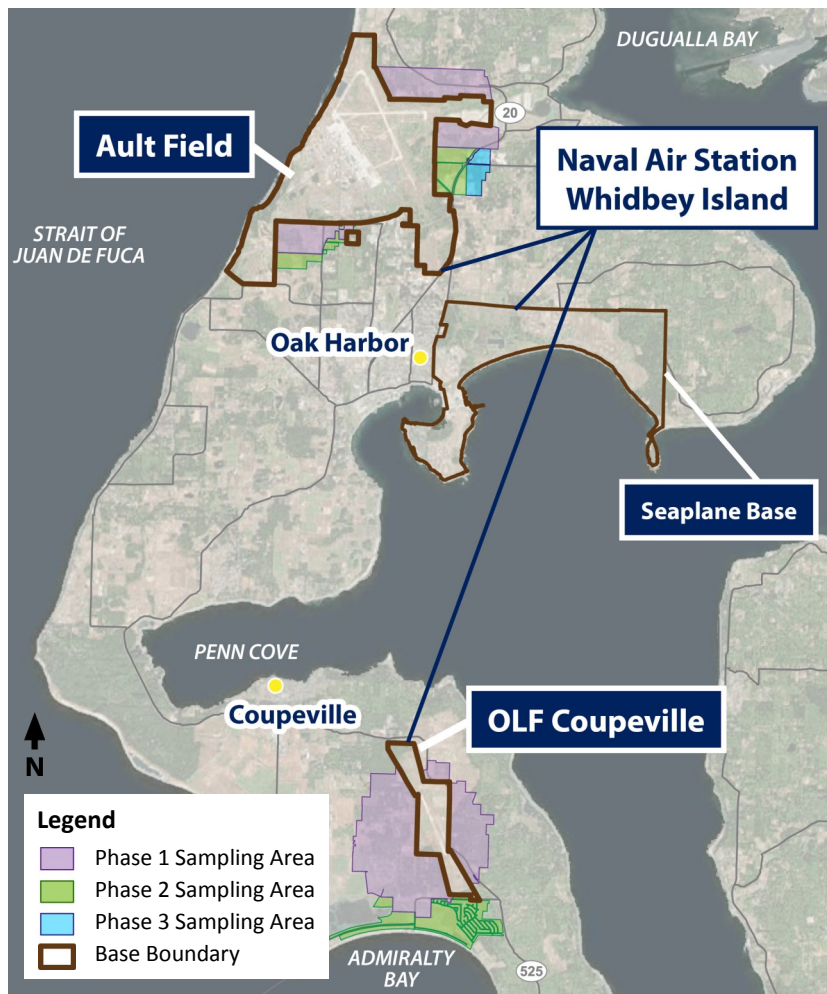 DUGUALLA BAY
20
Ault Field
Naval Air Station
Whidbey Island
STRAIT OF
JUAN DE FUCA
Oak Harbor
Seaplane Base
PENN COVE
Coupeville
OLF Coupeville
N
Legend
Phase 1 Sampling Area
Phase 2 Sampling Area
Phase 3 Sampling Area
Base Boundary
ADMIRALTY
BAY
525